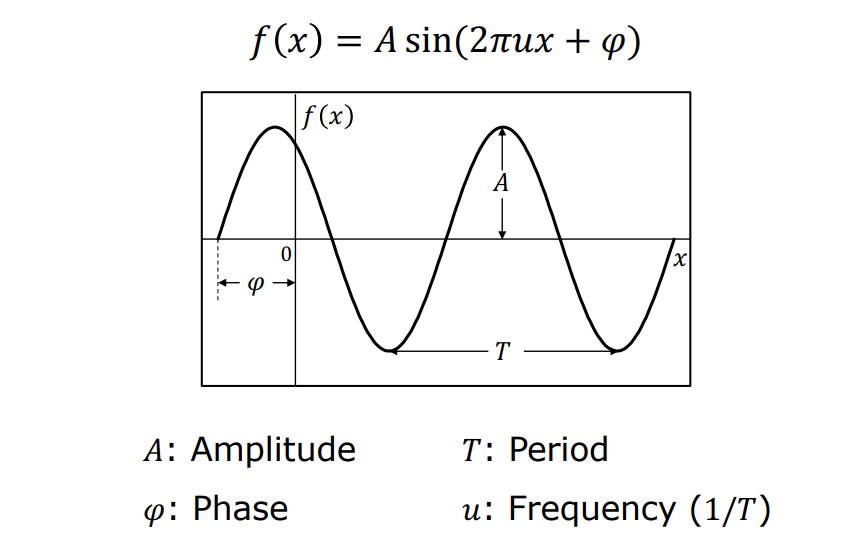 f(x) = A sin(2πux + φ)
f(x)
A
0
x
φ
T
A: Amplitude
T: Period
φ: Phase
u: Frequency (1/T)